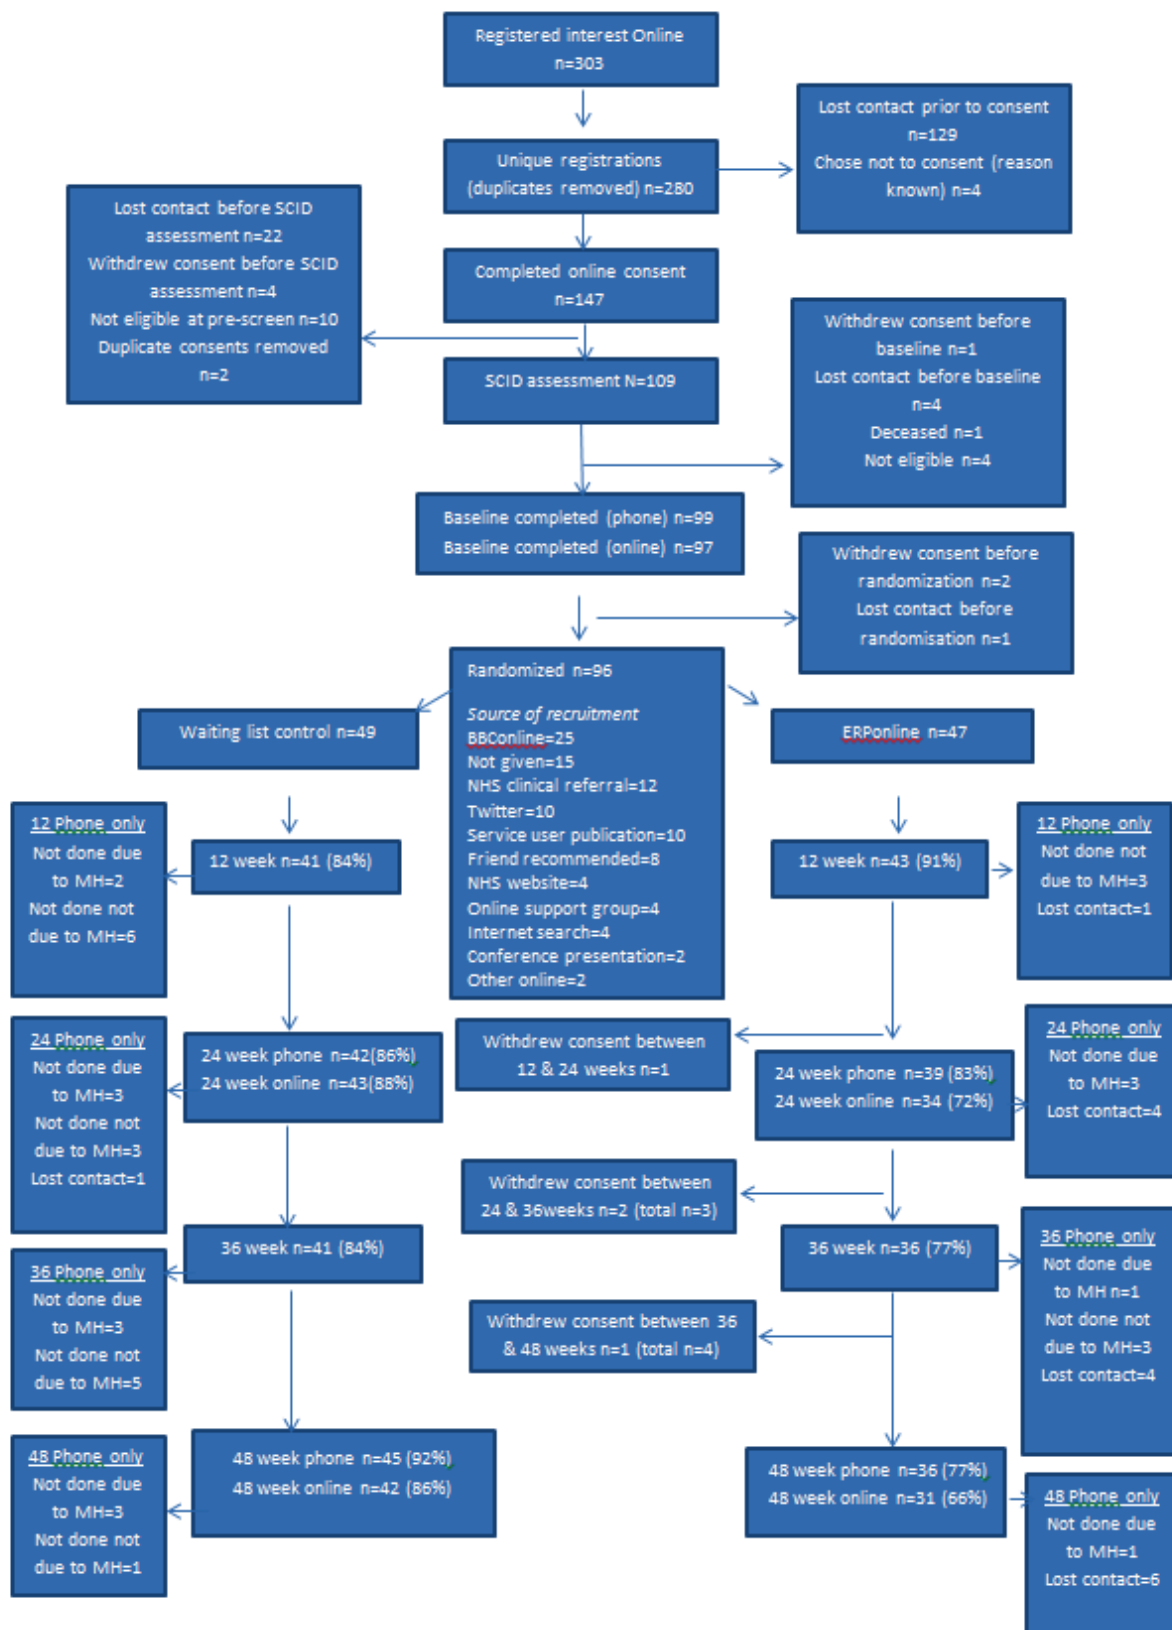 Registered interest Online
n=303
Lost contact prior to consent
n=129
Chose not to consent (reason
known) n=4
Unique registrations
(duplicates removed) n=280
Lost contact before SCID
assessment n=22
Withdrew consent before SCID
assessment n=4
Not eligible at pre-screen n=10
Duplicate consents removed
n=2
Completed online consent
n=147
Withdrew consent before
baseline n=1
Lost contact before baseline
n=4
Deceased n=1
Not eligible n=4
SCID assessment N=109
Baseline completed (phone) n=99
Baseline completed (online) n=97
Withdrew consent before
randomization n=2
Lost contact before
randomisation n=1
Randomized n=96
Source of recruitment
BBConline=25
Not given=15
NHS clinical referral=12
Twitter=10
Service user publication=10
Friend recommended=8
NHS website=4
Online support group=4
Internet search=4
Conference presentation=2
Other online=2
Waiting list control n=49
ERPonline n=47
12 Phone only
Not done due
to MH=2
Not done not
due to MH=6
12 week n=41 (84%)
12 week n=43 (91%)
12 Phone only
Not done not
due to MH=3
Lost contact=1
24 Phone only
Not done due
to MH=3
Not done not
due to MH=3
Lost contact=1
24 week phone n=42(86%)
24 week online n=43(88%)
Withdrew consent between
12 & 24 weeks n=1
24 week phone n=39 (83%)
24 week online n=34 (72%)
24 Phone only
Not done due
to MH=3
Lost contact=4
Withdrew consent between
24 & 36weeks n=2 (total n=3)
36 week n=41 (84%)
36 week n=36 (77%)
36 Phone only
Not done due
to MH=3
Not done not
due to MH=5
36 Phone only
Not done due
to MH n=1
Not done not
due to MH=3
Lost contact=4
Withdrew consent between 36
& 48 weeks n=1 (total n=4)
48 Phone only
Not done due
to MH=3
Not done not
due to MH=1
48 week phone n=45 (92%)
48 week online n=42 (86%)
48 week phone n=36 (77%)
48 week online n=31 (66%)
48 Phone only
Not done due
to MH=1
Lost contact=6